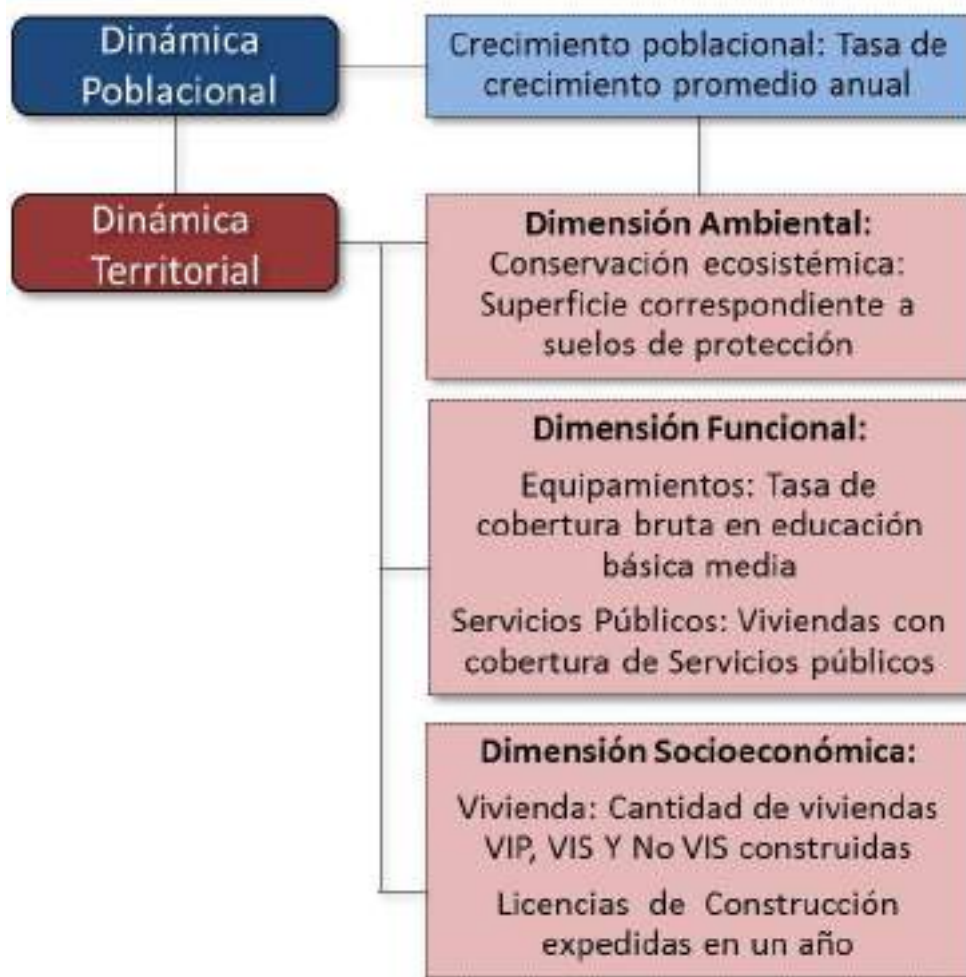 Dinámica
Poblacional
Crecimiento poblacional: Tasa de
crecimiento promedio anual
Dinámica
Territorial
Dimensión Ambiental:
Conservación ecosistémica:
Superficie correspondiente a
suelos de protección
Dimensión Funcional:
Equipamientos: Tasa de
cobertura bruta en educación
básica media
Servicios Públicos: Viviendas con
cobertura de Servicios públicos
Dimensión Socioeconómica:
Vivienda: Cantidad de viviendas
VIP, VIS Y No VIS construidas
Licencias de Construcción
expedidas en un año